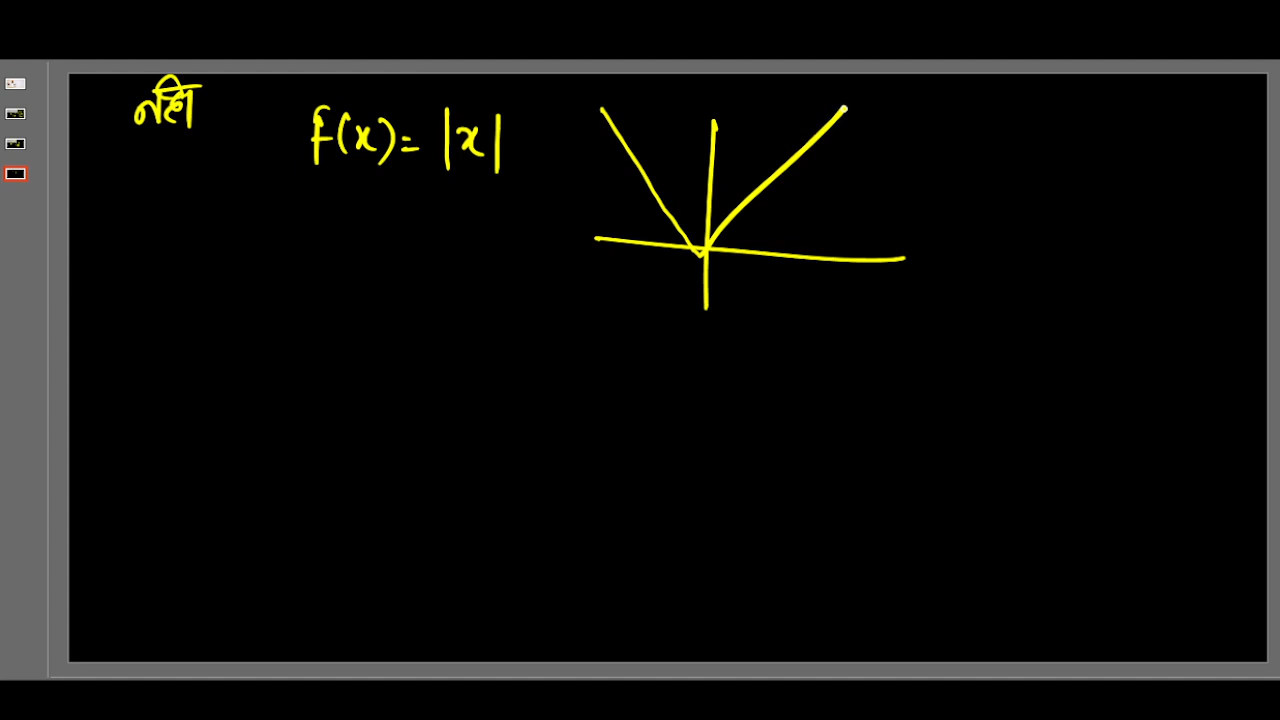 नहीं
f(x) = |x|